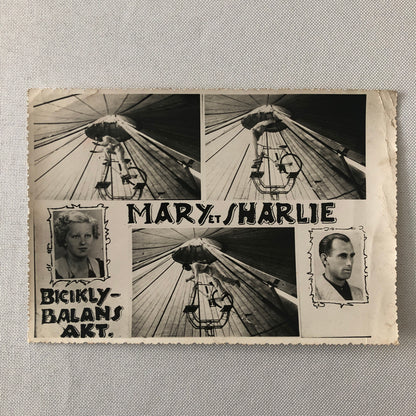 MARY ET SHARLIE
BICIKLY-
BALANS
AKT.